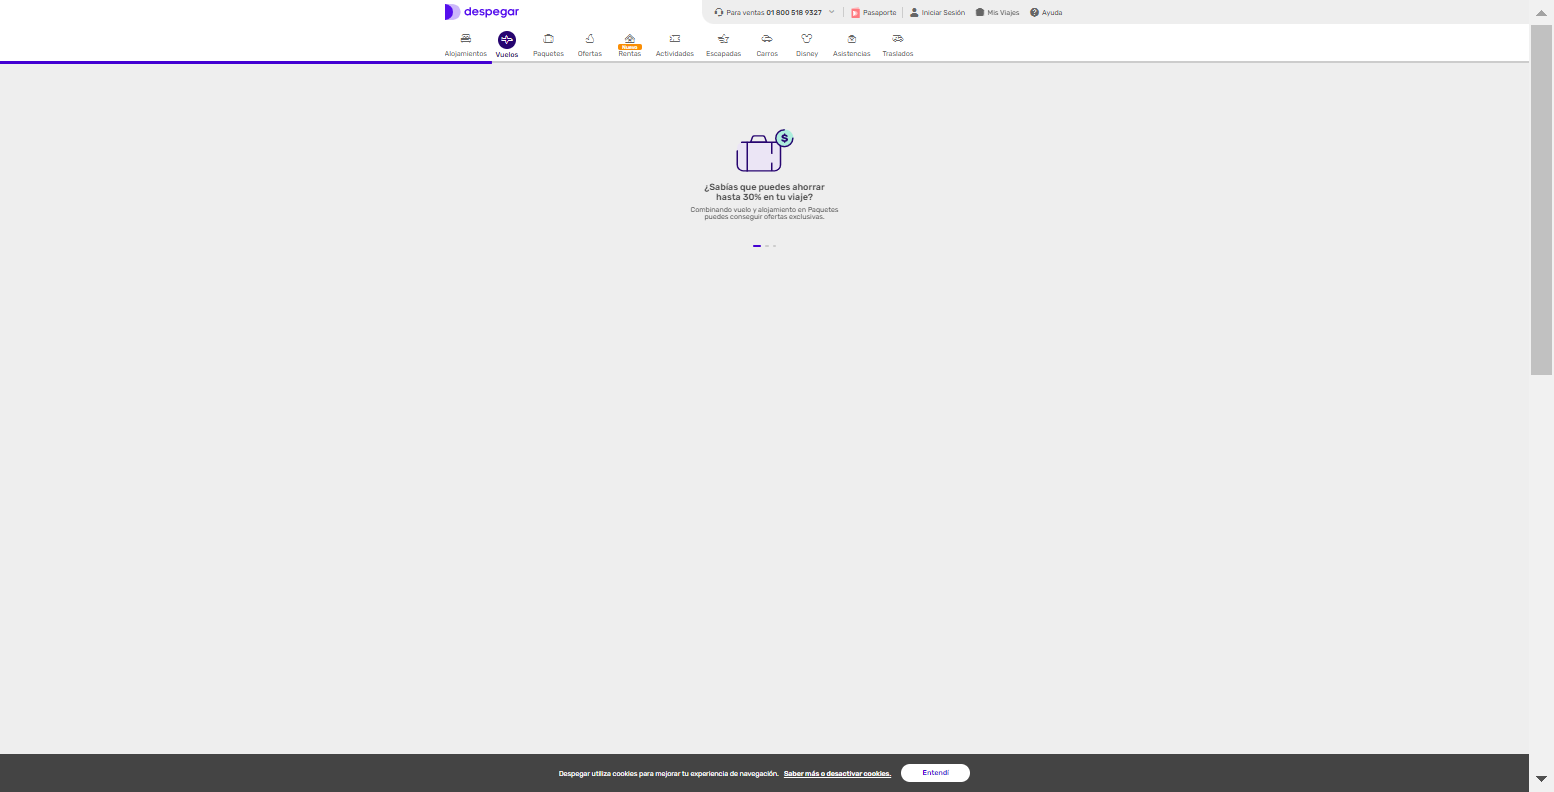 despegar
Para ventas 01 800 518 9327
Pasaporte
Iniciar Sesión
Mis Viajes
Ayuda
Alojamientos
Vuelos
Paquetes
Ofertas
Nuevo
Rentas
Actividades
Escapadas
Carros
Disney
Asistencias
Traslados
$
¿Sabías que puedes ahorrar
hasta 30% en tu viaje?
Combinando vuelo y alojamiento en Paquetes
puedes conseguir ofertas exclusivas.
Despegar utiliza cookies para mejorar tu experiencia de navegación. Saber más o desactivar cookies.
Entendí